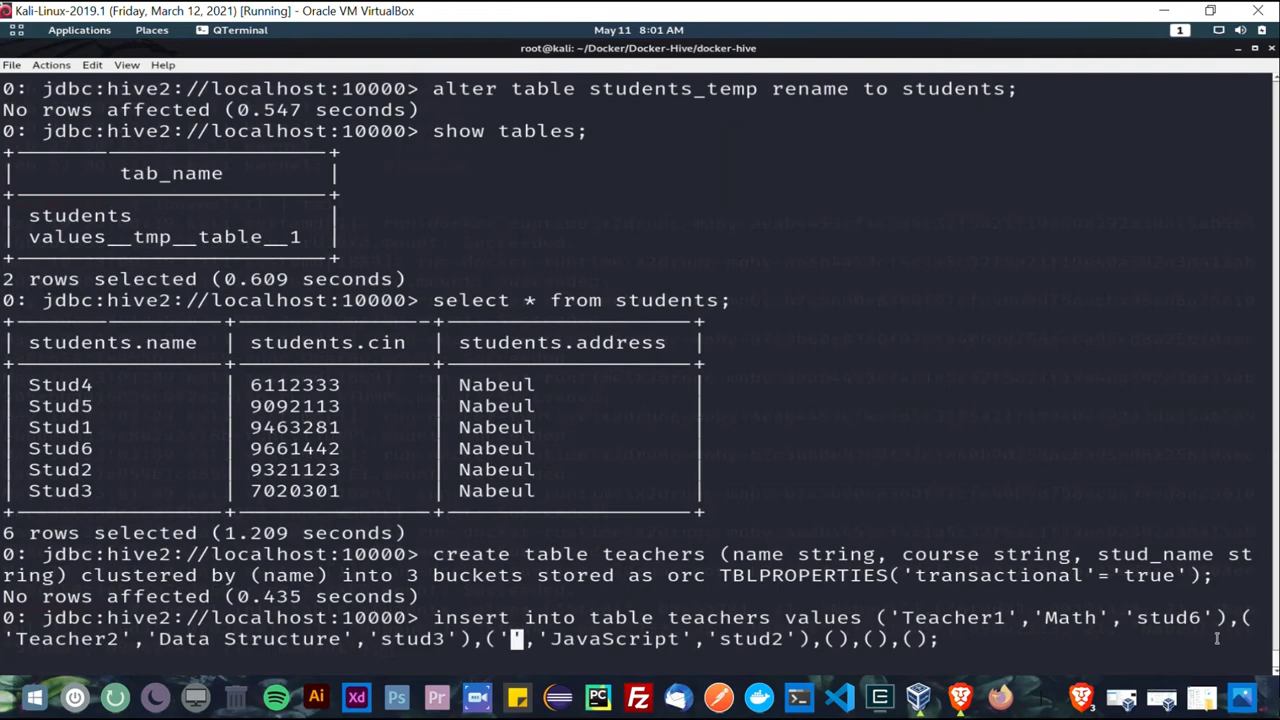 Kali-Linux-2019.1 (Friday, March 12, 2021) [Running] - Oracle VM VirtualBox
Applications Places QTerminal May 11 8:01 AM 1
root@kali: ~/Docker/Docker-Hive/docker-hive
File Actions Edit View Help
0: jdbc:hive2://localhost:10000> alter table students_temp rename to students;
No rows affected (0.547 seconds)
0: jdbc:hive2://localhost:10000> show tables;
tab_name
students
values__tmp__table__1
2 rows selected (0.609 seconds)
0: jdbc:hive2://localhost:10000> select * from students;
students.name | students.cin | students.address
Stud4 | 6112333 | Nabeul
Stud5 | 9092113 | Nabeul
Stud1 | 9463281 | Nabeul
Stud6 | 9661442 | Nabeul
Stud2 | 9321123 | Nabeul
Stud3 | 7020301 | Nabeul
6 rows selected (1.209 seconds)
0: jdbc:hive2://localhost:10000> create table teachers (name string, course string, stud_name st
ring) clustered by (name) into 3 buckets stored as orc TBLPROPERTIES('transactional'='true');
No rows affected (0.435 seconds)
0: jdbc:hive2://localhost:10000> insert into table teachers values ('Teacher1','Math','stud6'),(
'Teacher2','Data Structure','stud3'),('','JavaScript','stud2'),(),(),();
Ai Xd Ps Pr PC FZ